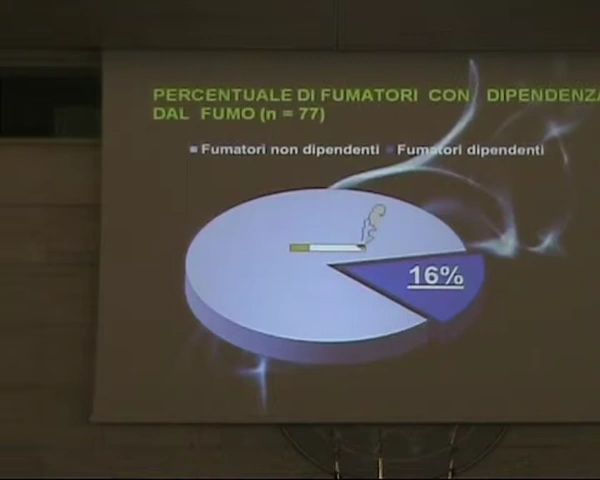 PERCENTUALE DI FUMATORI CON DIPENDENZA
DAL FUMO (n = 77)
Fumatori non dipendenti Fumatori dipendenti
16%